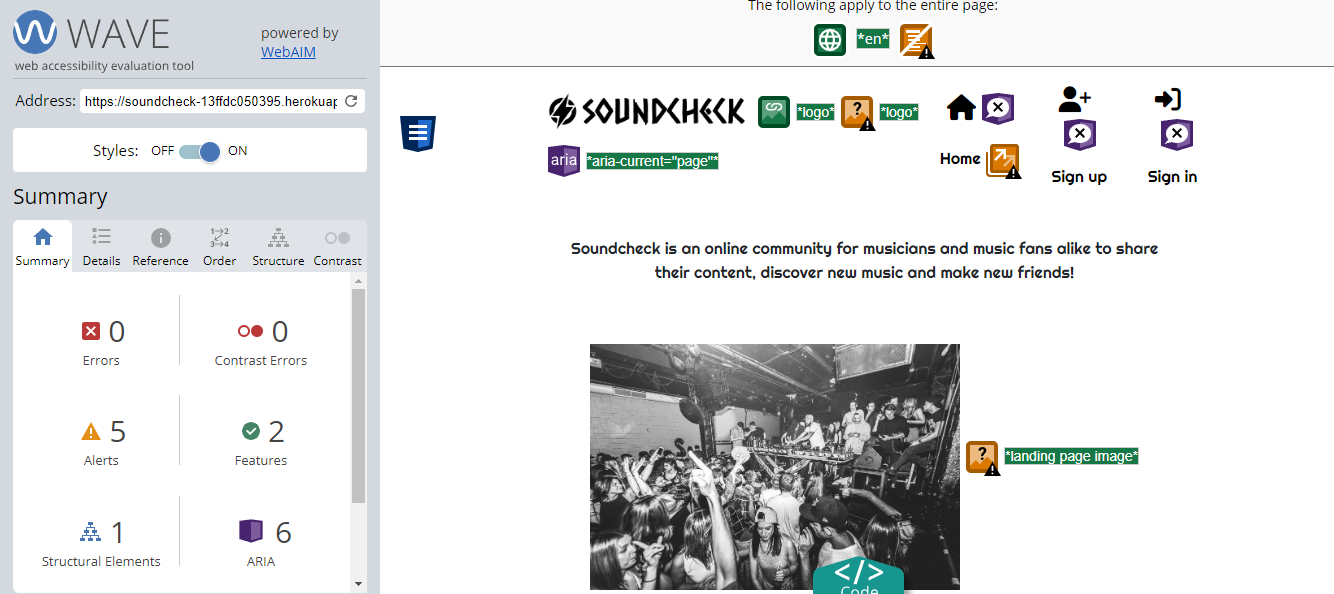 WAVE
web accessibility evaluation tool
powered by
WebAIM
Address: https://soundcheck-13ffdc050395.herokuap
Styles: OFF ON
Summary
Summary Details Reference Order Structure Contrast
0 Errors
0 Contrast Errors
5 Alerts
2 Features
1 Structural Elements
6 ARIA
The following apply to the entire page:
*en*
SOUNDCHECK *logo* *logo*
aria *aria-current="page"*
Home
Sign up
Sign in
Soundcheck is an online community for musicians and music fans alike to share
their content, discover new music and make new friends!
*landing page image*
</>
Code